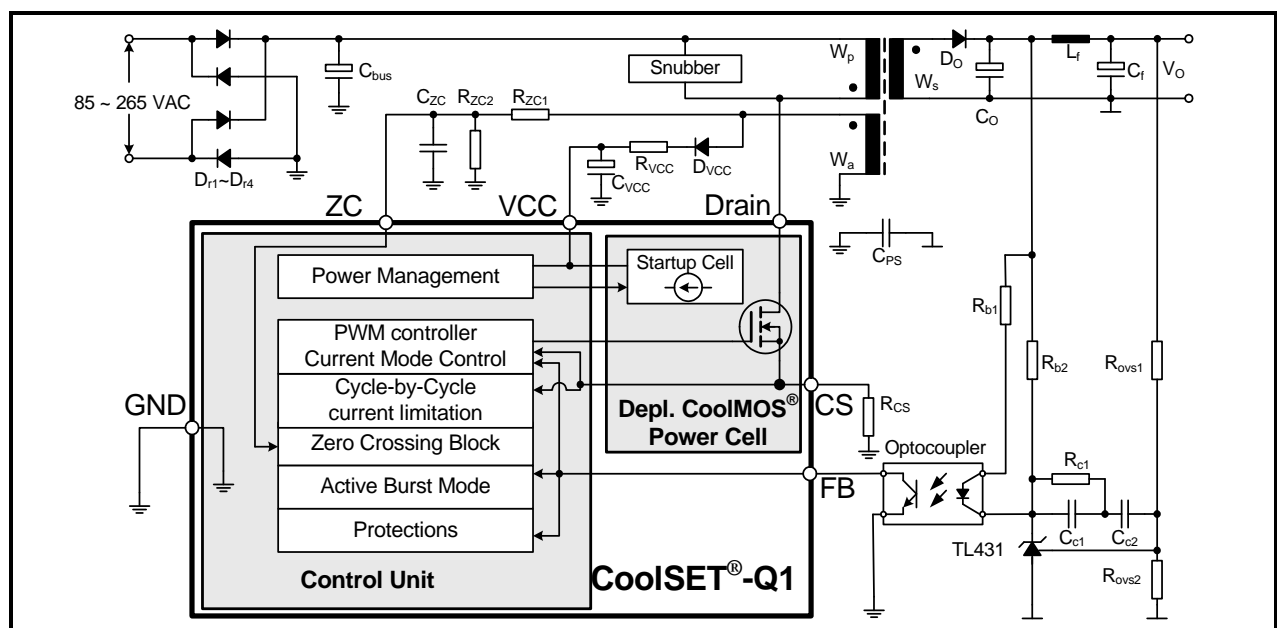 85 ~ 265 VAC
Dr1~Dr4
Cbus
Snubber
Wp
Ws
DO
CO
Lf
Cf
VO
CZC
RZC2
RZC1
CVCC
RVCC
DVCC
Wa
ZC
VCC
Drain
CPS
Power Management
Startup Cell
PWM controller
Current Mode Control
Cycle-by-Cycle
current limitation
Zero Crossing Block
Active Burst Mode
Protections
Control Unit
Depl. CoolMOS®
Power Cell
CoolSET®-Q1
GND
CS
RCS
FB
Optocoupler
Rb1
Rb2
Rovs1
Rc1
Cc1
Cc2
TL431
Rovs2